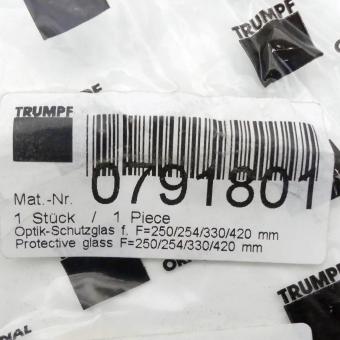 TRUMPF
TRUMPF
Mat.-Nr. 0791801
1 Stück / 1 Piece
Optik-Schutzglas f. F=250/254/330/420 mm
Protective glass F=250/254/330/420 mm
TRUMPF